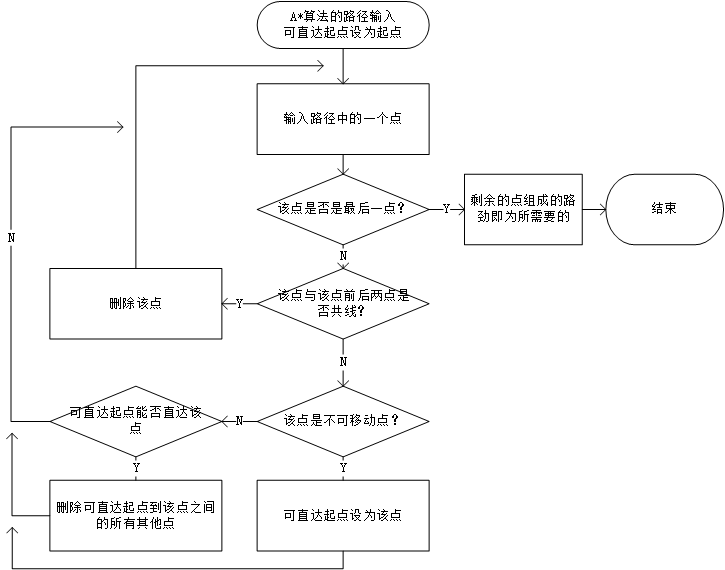 A*算法的路径输入
可直达起点设为起点
输入路径中的一个点
该点是否是最后一点？
Y
剩余的点组成的路
劲即为所需要的
结束
N
N
删除该点
Y
该点与该点前后两点是
否共线？
N
可直达起点能否直达该
点
N
该点是不可移动点？
Y
Y
删除可直达起点到该点之间
的所有其他点
可直达起点设为该点